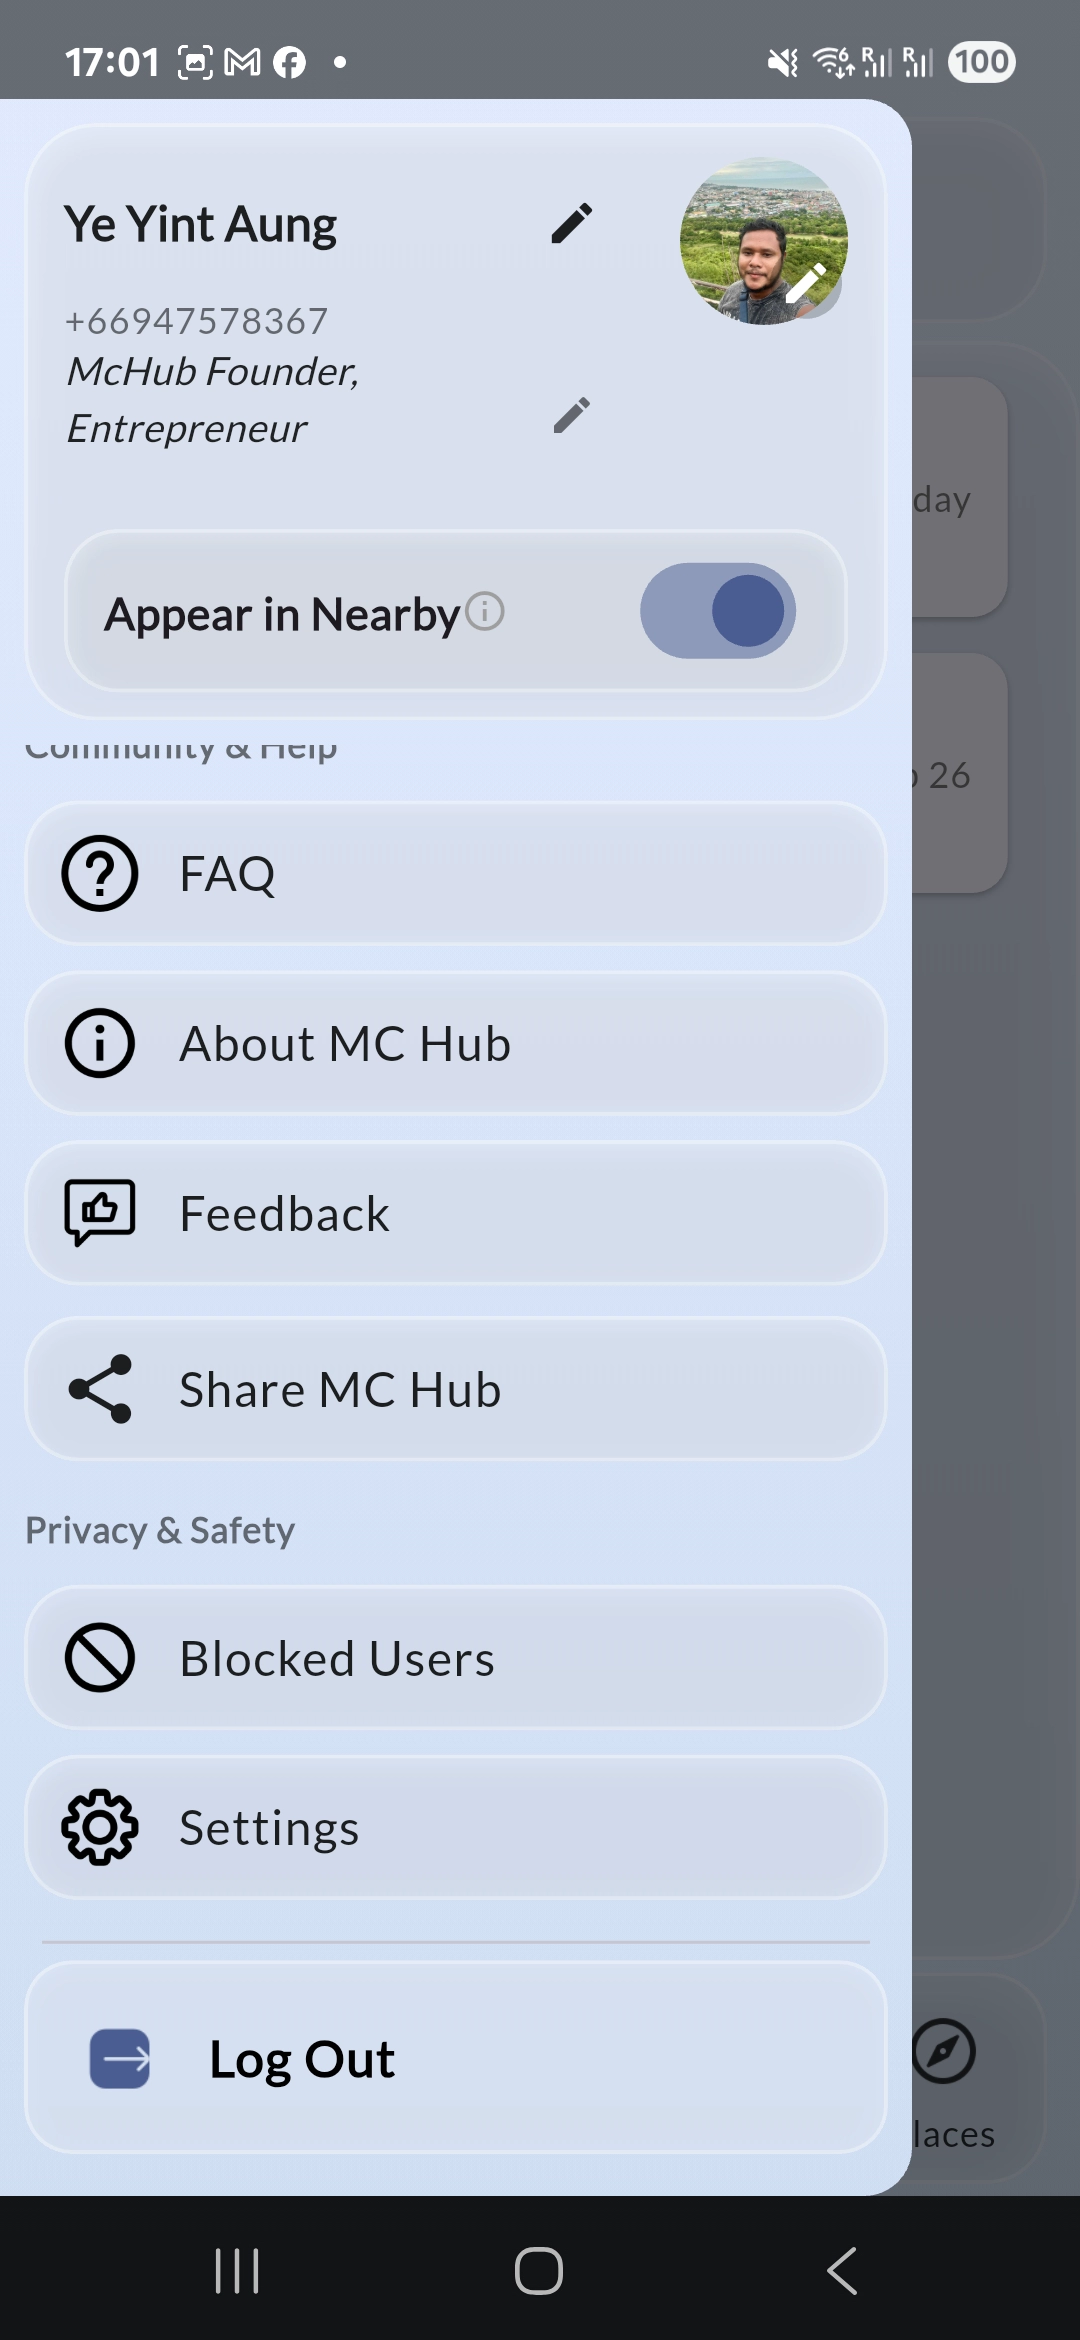 17:01
100
Ye Yint Aung
+66947578367
McHub Founder,
Entrepreneur
Appear in Nearby
Community & Help
FAQ
About MC Hub
Feedback
Share MC Hub
Privacy & Safety
Blocked Users
Settings
Log Out
day
26
laces